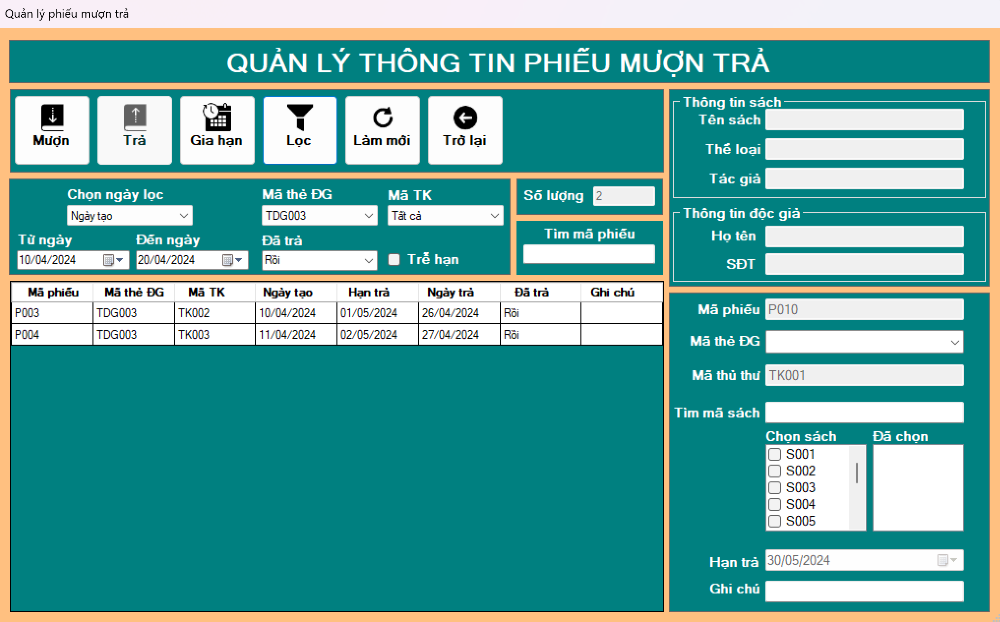 Quản lý phiếu mượn trả
QUẢN LÝ THÔNG TIN PHIẾU MƯỢN TRẢ
Mượn
Trả
Gia hạn
Lọc
Làm mới
Trở lại
Chọn ngày lọc
Mã thẻ ĐG
Mã TK
Ngày tạo
TDG003
Tất cả
Từ ngày
Đến ngày
Đã trả
10/04/2024
20/04/2024
Rồi
Trễ hạn
Số lượng 2
Tìm mã phiếu
Mã phiếu Mã thẻ ĐG Mã TK Ngày tạo Hạn trả Ngày trả Đã trả Ghi chú
P003 TDG003 TK002 10/04/2024 01/05/2024 26/04/2024 Rồi
P004 TDG003 TK003 11/04/2024 02/05/2024 27/04/2024 Rồi
Thông tin sách
Tên sách
Thể loại
Tác giả
Thông tin độc giả
Họ tên
SĐT
Mã phiếu P010
Mã thẻ ĐG
Mã thủ thư TK001
Tìm mã sách
Chọn sách
Đã chọn
S001
S002
S003
S004
S005
Hạn trả 30/05/2024
Ghi chú